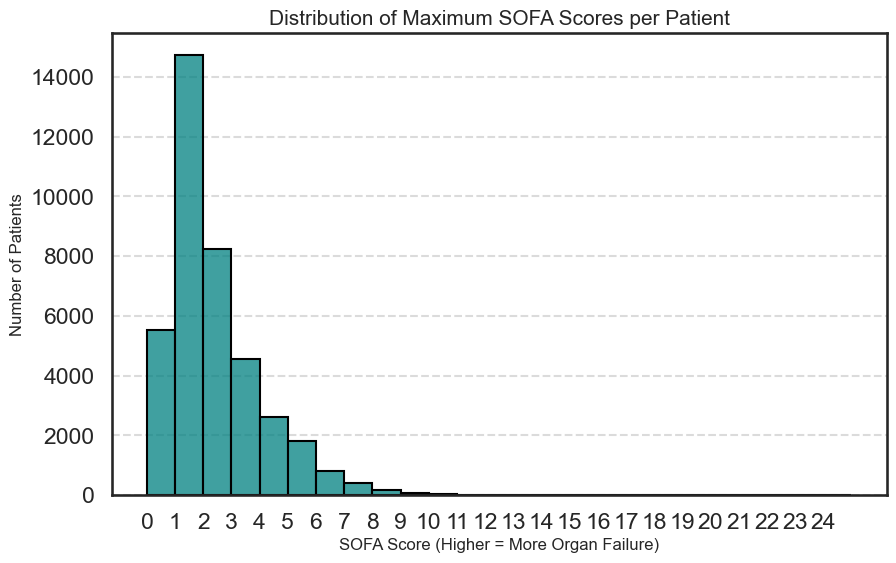 Distribution of Maximum SOFA Scores per Patient
Number of Patients
14000
12000
10000
8000
6000
4000
2000
0
0 1 2 3 4 5 6 7 8 9 10 11 12 13 14 15 16 17 18 19 20 21 22 23 24
SOFA Score (Higher = More Organ Failure)